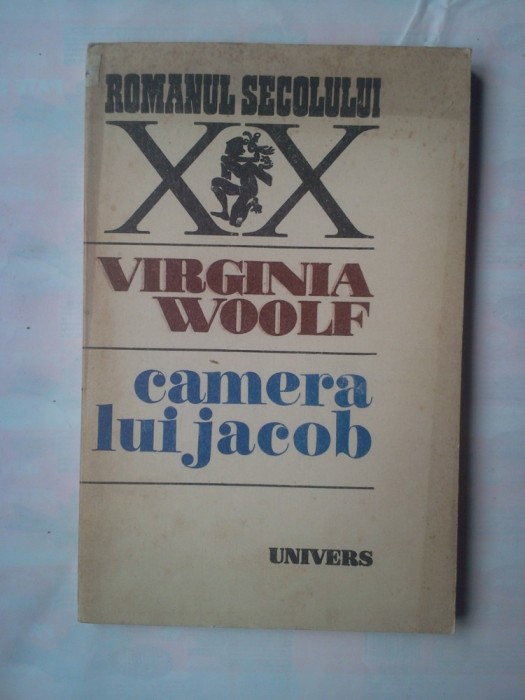 ROMANUL SECOLULUI
XX
VIRGINIA
WOOLF
camera
lui jacob
UNIVERS